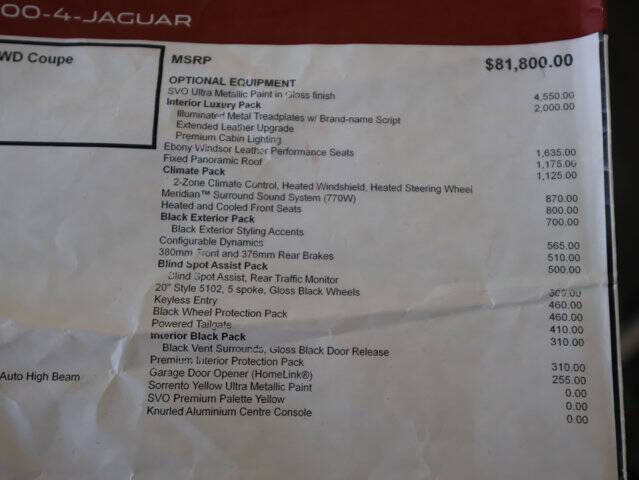 00-4-JAGUAR
WD Coupe
MSRP $81,800.00
OPTIONAL EQUIPMENT
SVO Ultra Metallic Paint in Gloss finish 4,550.00
Interior Luxury Pack 2,000.00
Illuminated Metal Treadplates w/ Brand-name Script
Extended Leather Upgrade
Premium Cabin Lighting
Ebony Windsor Leather Performance Seats 1,635.00
Fixed Panoramic Roof 1,175.00
Climate Pack 1,125.00
2-Zone Climate Control, Heated Windshield, Heated Steering Wheel
Meridian™ Surround Sound System (770W) 870.00
Heated and Cooled Front Seats 800.00
Black Exterior Pack 700.00
Black Exterior Styling Accents
Configurable Dynamics 565.00
380mm Front and 376mm Rear Brakes 510.00
Blind Spot Assist Pack 500.00
Blind Spot Assist, Rear Traffic Monitor
20" Style 5102, 5 spoke, Gloss Black Wheels
Keyless Entry 460.00
Black Wheel Protection Pack 460.00
Powered Tailgate 410.00
Interior Black Pack 310.00
Black Vent Surrounds, Gloss Black Door Release
Premium Interior Protection Pack 310.00
Garage Door Opener (HomeLink®) 255.00
Sorrento Yellow Ultra Metallic Paint 0.00
SVO Premium Palette Yellow 0.00
Knurled Aluminium Centre Console 0.00
Auto High Beam